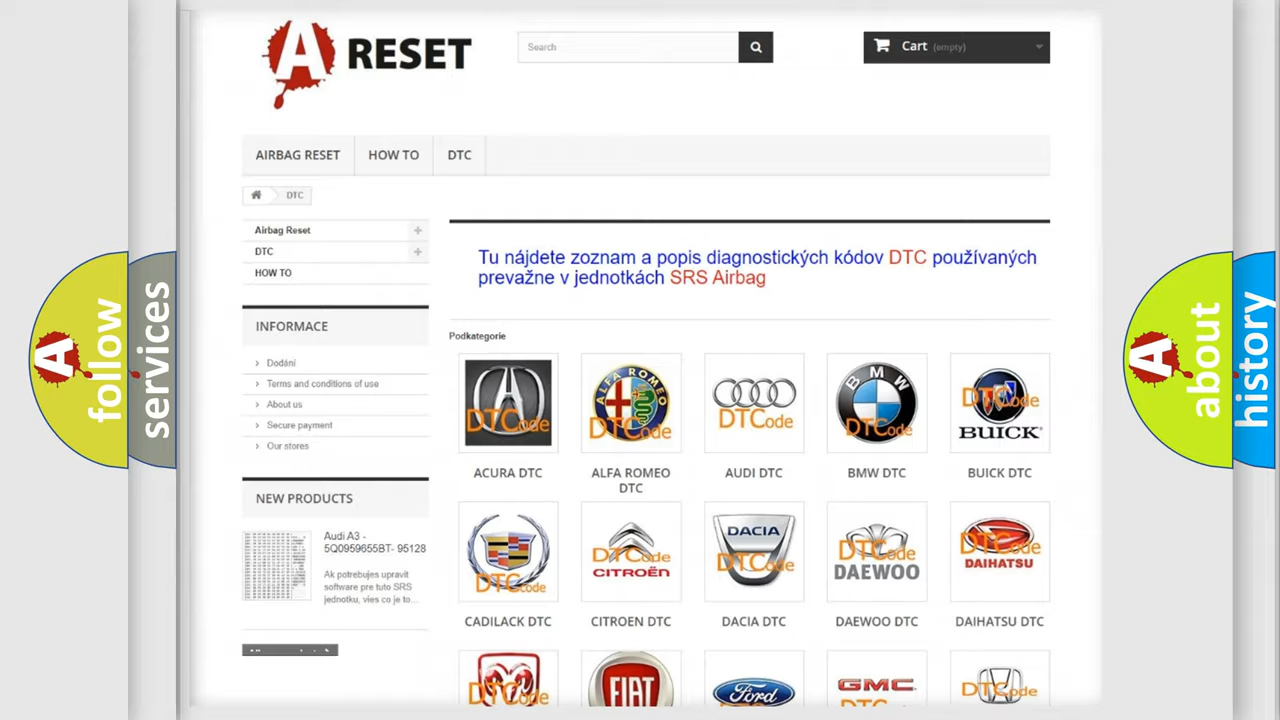 A RESET
Search
Cart (empty)
AIRBAG RESET
HOW TO
DTC
DTC
Airbag Reset
DTC
HOW TO
INFORMACE
Dodání
Terms and conditions of use
About us
Secure payment
Our stores
NEW PRODUCTS
Audi A3 -
5Q0959655BT- 95128
Ak potrebujes upravit
software pre tuto SRS
jednotku, vies co je to...
Tu nájdete zoznam a popis diagnostických kódov DTC používaných
prevažne v jednotkách SRS Airbag
Podkategorie
DTCode
ALFA ROMEO
DTCode
DTCode
BMW
DTCode
DTCode
BUICK
ACURA DTC
ALFA ROMEO
DTC
AUDI DTC
BMW DTC
BUICK DTC
DTCode
DTCode
CITROËN
DACIA
DTCode
DTCode
DAEWOO
DTCode
DAIHATSU
CADILACK DTC
CITROEN DTC
DACIA DTC
DAEWOO DTC
DAIHATSU DTC
DTCode
FIAT
Ford
GMC
DTCode
A follow
services
A about
history